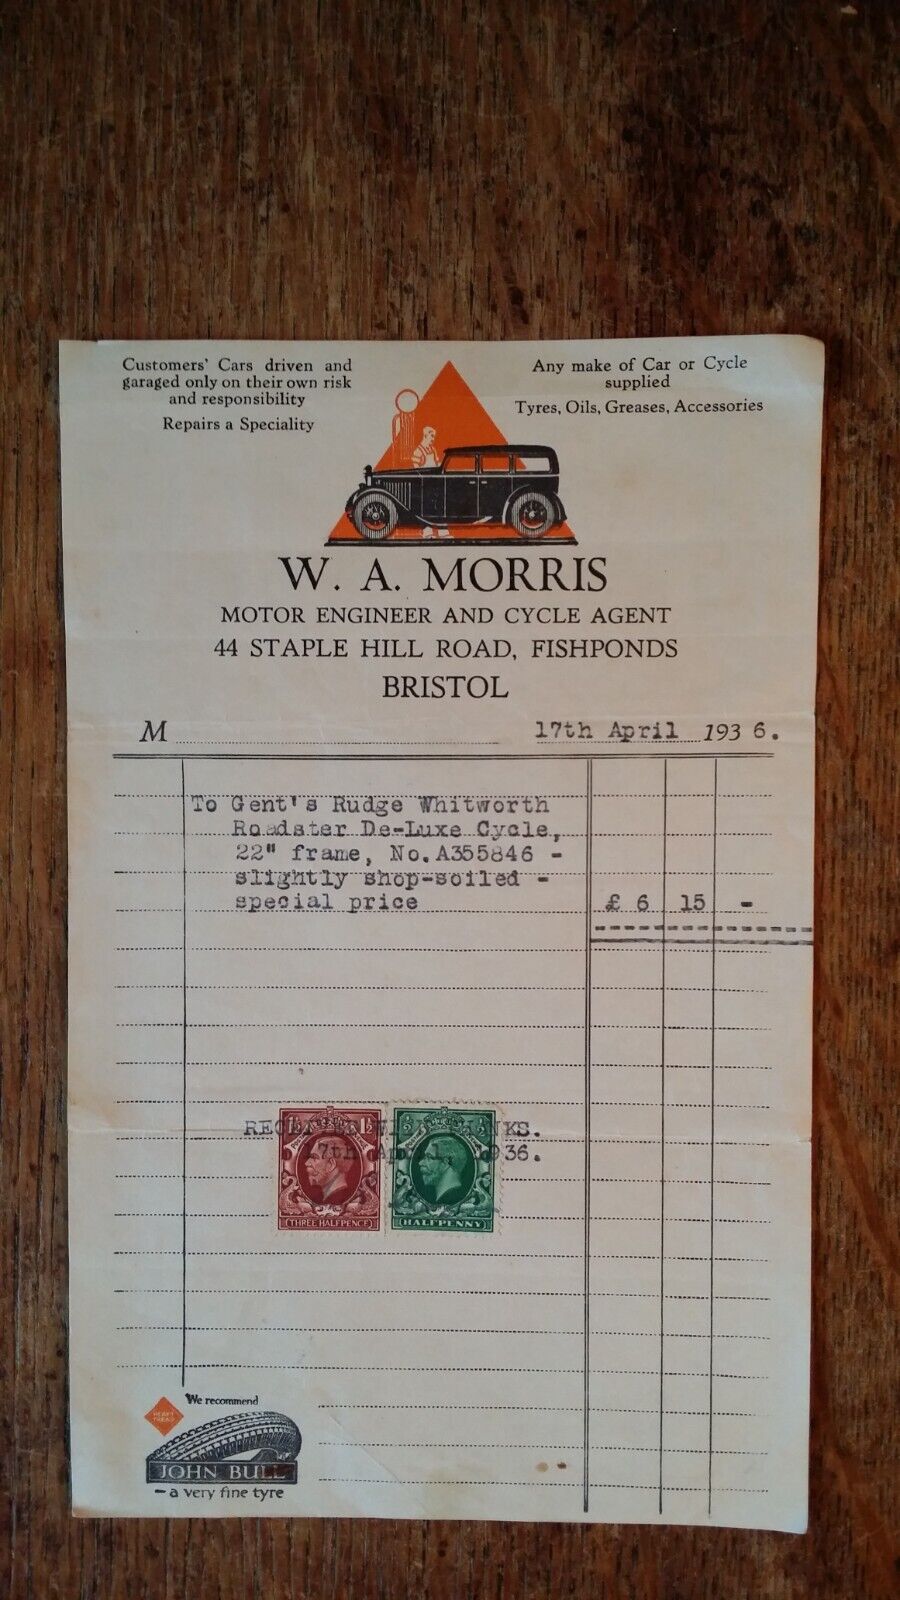 Customers' Cars driven and
garaged only on their own risk
and responsibility
Repairs a Speciality
Any make of Car or Cycle
supplied
Tyres, Oils, Greases, Accessories
W. A. MORRIS
MOTOR ENGINEER AND CYCLE AGENT
44 STAPLE HILL ROAD, FISHPONDS
BRISTOL
M 17th April 1936.
To Gent's Rudge Whitworth
Roadster De-Luxe Cycle,
22" frame, No.A355846 -
slightly shop-soiled -
special price £ 6 15 -
THANKS.
17th April, 1936.
THREE HALFPENCE
HALFPENNY
We recommend
JOHN BULL
- a very fine tyre